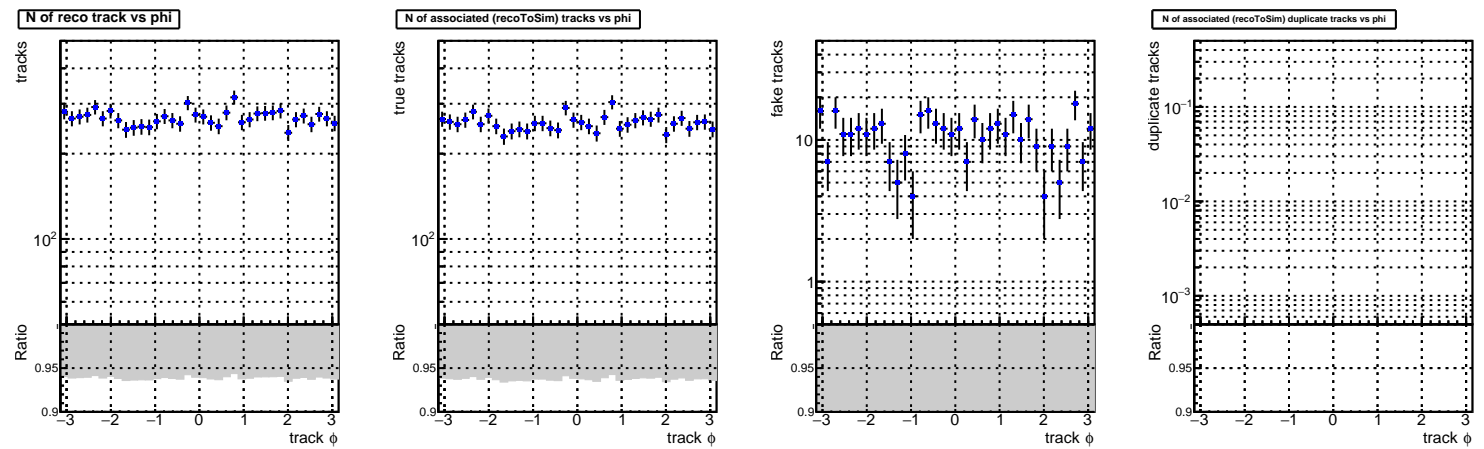 N of reco track vs phi
tracks
10²
Ratio
0.95
0.9
−3 −2 −1 0 1 2 3
track ϕ
N of associated (recoToSim) tracks vs phi
true tracks
10²
Ratio
0.95
0.9
−3 −2 −1 0 1 2 3
track ϕ
fake tracks
10
1
Ratio
0.95
0.9
−3 −2 −1 0 1 2 3
track ϕ
N of associated (recoToSim) duplicate tracks vs phi
duplicate tracks
10⁻¹
10⁻²
10⁻³
Ratio
0.95
0.9
−3 −2 −1 0 1 2 3
track ϕ